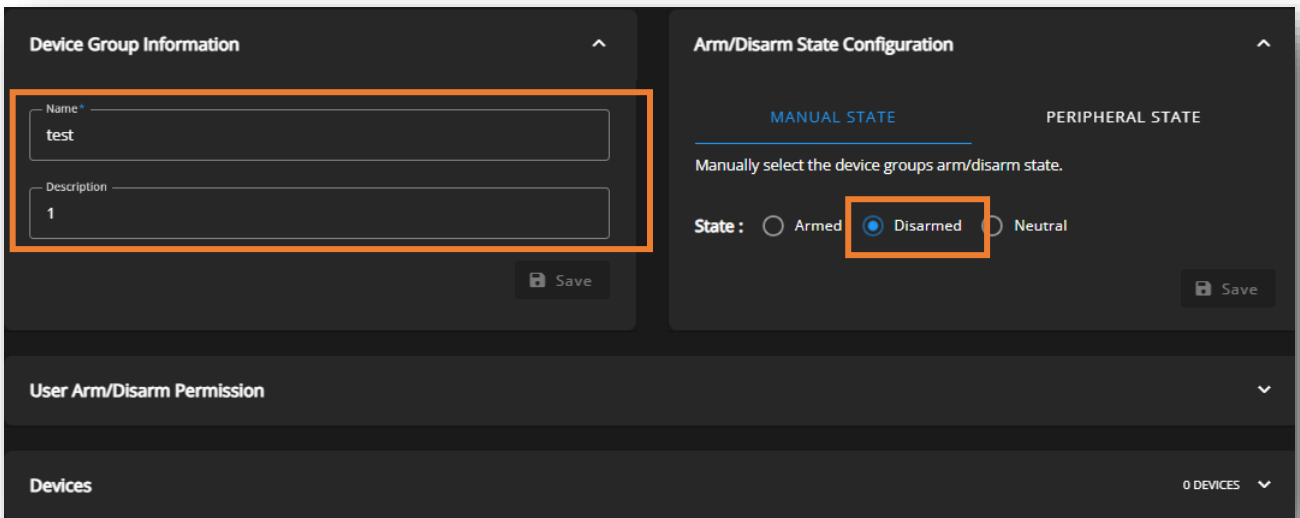 Device Group Information
Name*
test
Description
1
Save
Arm/Disarm State Configuration
MANUAL STATE
PERIPHERAL STATE
Manually select the device groups arm/disarm state.
State : Armed Disarmed Neutral
Save
User Arm/Disarm Permission
Devices
0 DEVICES